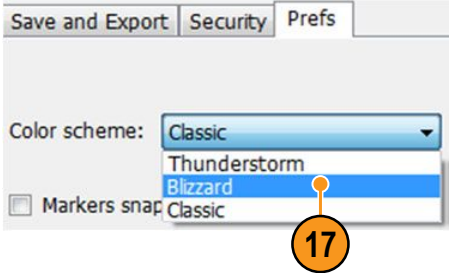 Save and Export Security Prefs
Color scheme: Classic
Thunderstorm
Blizzard
Markers snap Classic
17